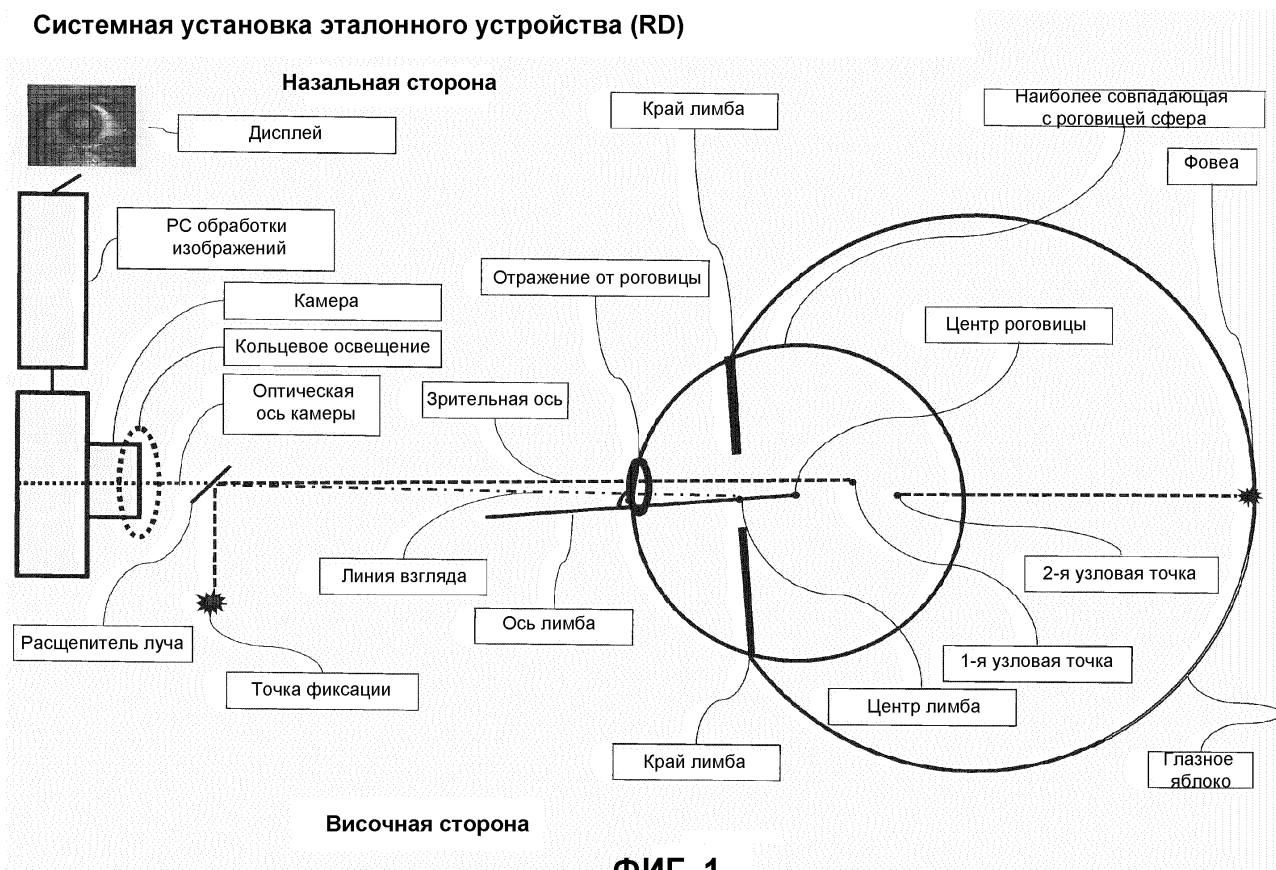 Системная установка эталонного устройства (RD)
Назальная сторона
Дисплей
Край лимба
Наиболее совпадающая
с роговицей сфера
Фовеа
РС обработки
изображений
Отражение от роговицы
Камера
Центр роговицы
Кольцевое освещение
Оптическая
ось камеры
Зрительная ось
Линия взгляда
2-я узловая точка
Ось лимба
Расщепитель луча
1-я узловая точка
Точка фиксации
Центр лимба
Край лимба
Глазное
яблоко
Височная сторона
ФИГ. 1